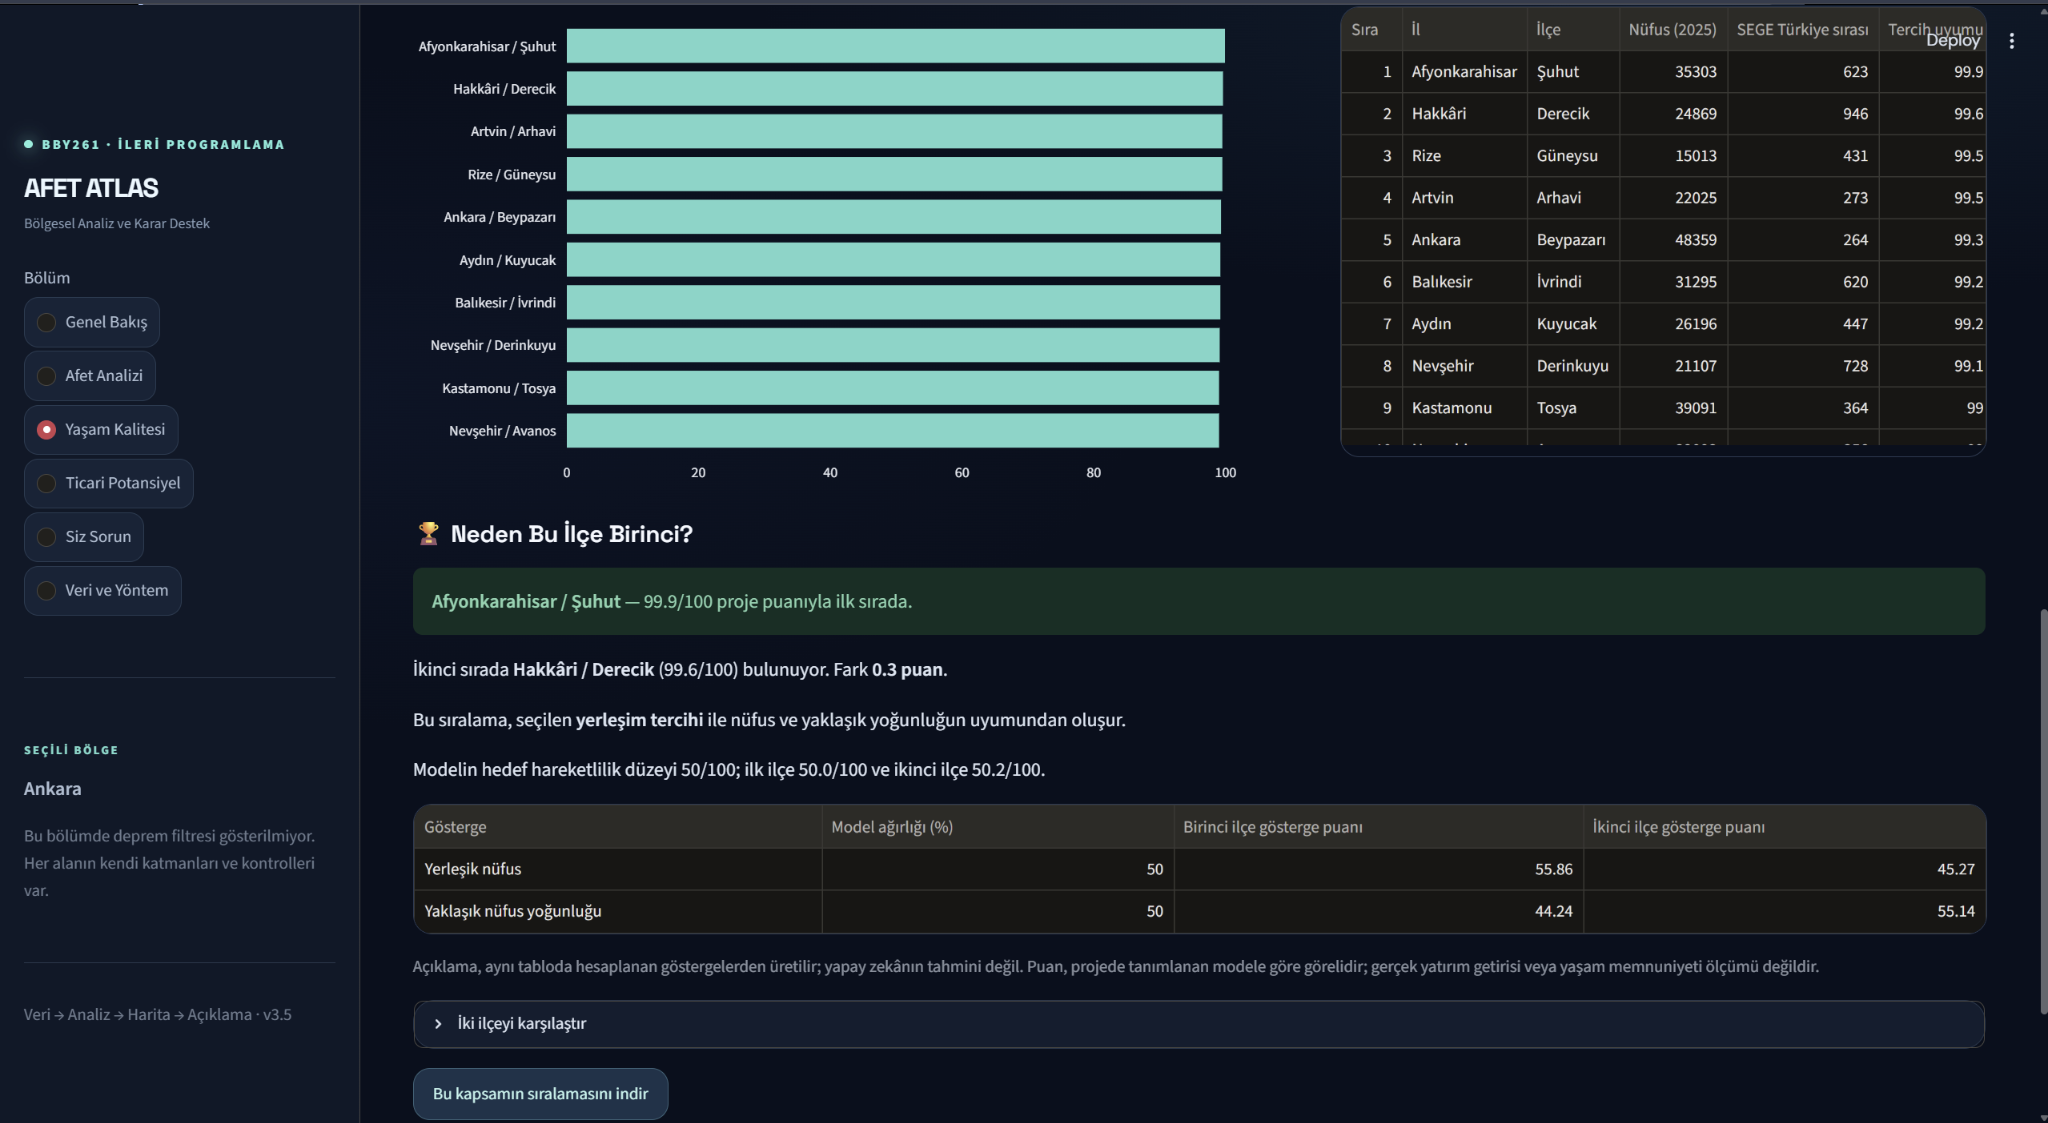 BBY261 · İLERİ PROGRAMLAMA
AFET ATLAS
Bölgesel Analiz ve Karar Destek
Bölüm
Genel Bakış
Afet Analizi
Yaşam Kalitesi
Ticari Potansiyel
Siz Sorun
Veri ve Yöntem
SEÇİLİ BÖLGE
Ankara
Bu bölümde deprem filtresi gösterilmiyor.
Her alanın kendi katmanları ve kontrolleri
var.
Veri → Analiz → Harita → Açıklama · v3.5
Afyonkarahisar / Şuhut
Hakkâri / Derecik
Artvin / Arhavi
Rize / Güneysu
Ankara / Beypazarı
Aydın / Kuyucak
Balıkesir / İvrindi
Nevşehir / Derinkuyu
Kastamonu / Tosya
Nevşehir / Avanos
0 20 40 60 80 100
Deploy
Sıra İl İlçe Nüfus (2025) SEGE Türkiye sırası Tercih uyumu
1 Afyonkarahisar Şuhut 35303 623 99.9
2 Hakkâri Derecik 24869 946 99.6
3 Rize Güneysu 15013 431 99.5
4 Artvin Arhavi 22025 273 99.5
5 Ankara Beypazarı 48359 264 99.3
6 Balıkesir İvrindi 31295 620 99.2
7 Aydın Kuyucak 26196 447 99.2
8 Nevşehir Derinkuyu 21107 728 99.1
9 Kastamonu Tosya 39091 364 99
🏆 Neden Bu İlçe Birinci?
Afyonkarahisar / Şuhut — 99.9/100 proje puanıyla ilk sırada.
İkinci sırada Hakkâri / Derecik (99.6/100) bulunuyor. Fark 0.3 puan.
Bu sıralama, seçilen yerleşim tercihi ile nüfus ve yaklaşık yoğunluğun uyumundan oluşur.
Modelin hedef hareketlilik düzeyi 50/100; ilk ilçe 50.0/100 ve ikinci ilçe 50.2/100.
Gösterge Model ağırlığı (%) Birinci ilçe gösterge puanı İkinci ilçe gösterge puanı
Yerleşik nüfus 50 55.86 45.27
Yaklaşık nüfus yoğunluğu 50 44.24 55.14
Açıklama, aynı tabloda hesaplanan göstergelerden üretilir; yapay zekânın tahmini değil. Puan, projede tanımlanan modele göre görelidir; gerçek yatırım getirisi veya yaşam memnuniyeti ölçümü değildir.
İki ilçeyi karşılaştır
Bu kapsamın sıralamasını indir